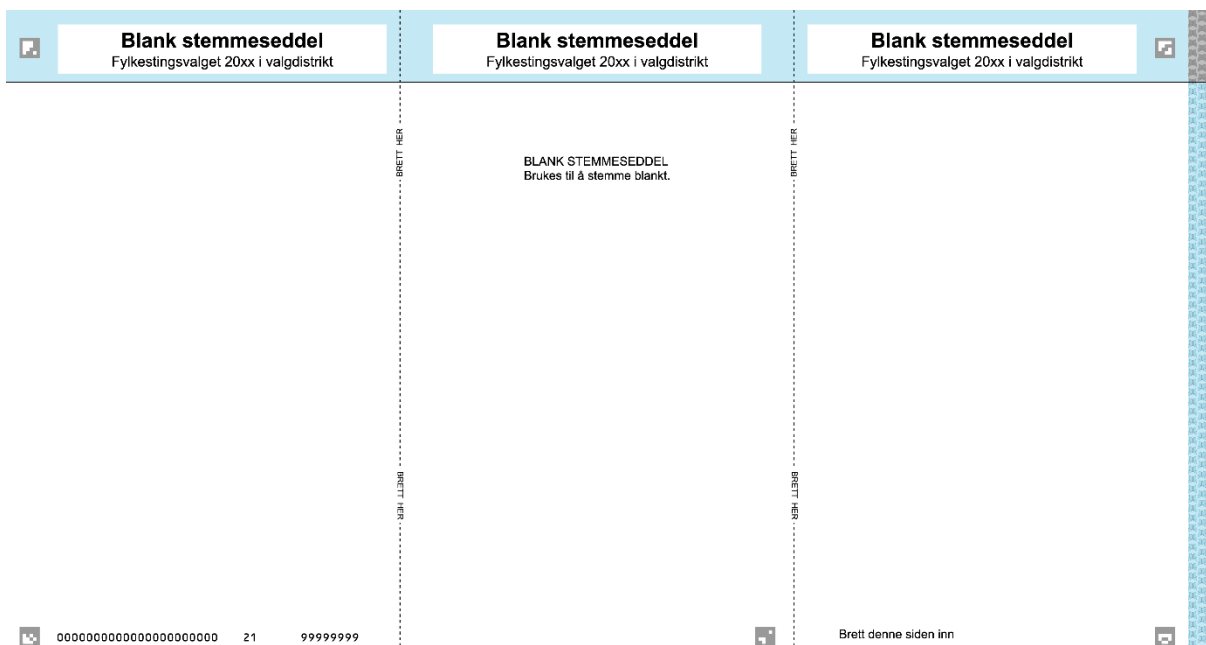 Blank stemmeseddel
Fylkestingsvalget 20xx i valgdistrikt
Blank stemmeseddel
Fylkestingsvalget 20xx i valgdistrikt
Blank stemmeseddel
Fylkestingsvalget 20xx i valgdistrikt
BRETT HER
BRETT HER
BLANK STEMMESEDDEL
Brukes til å stemme blankt.
BRETT HER
BRETT HER
000000000000000000000000 21 99999999
Brett denne siden inn